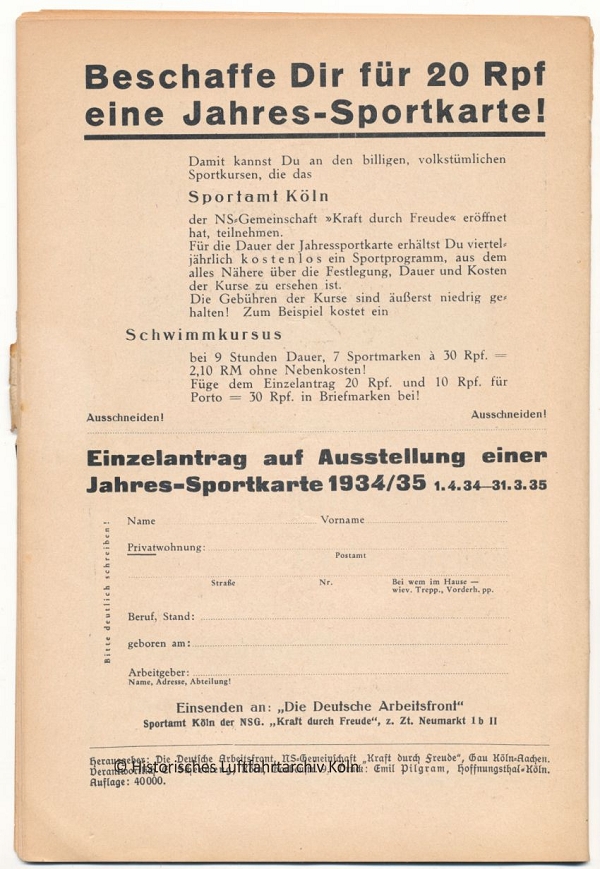 Beschaffe Dir für 20 Rpf
eine Jahres-Sportkarte!
Damit kannst Du an den billigen, volkstümlichen
Sportkursen, die das
Sportamt Köln
der NS-Gemeinschaft »Kraft durch Freude« eröffnet
hat, teilnehmen.
Für die Dauer der Jahressportkarte erhältst Du viertel-
jährlich kostenlos ein Sportprogramm, aus dem
alles Nähere über die Festlegung, Dauer und Kosten
der Kurse zu ersehen ist.
Die Gebühren der Kurse sind äußerst niedrig ge-
halten! Zum Beispiel kostet ein
Schwimmkursus
bei 9 Stunden Dauer, 7 Sportmarken à 30 Rpf. =
2,10 RM ohne Nebenkosten!
Füge dem Einzelantrag 20 Rpf. und 10 Rpf. für
Porto = 30 Rpf. in Briefmarken bei!
Ausschneiden! Ausschneiden!
Einzelantrag auf Ausstellung einer
Jahres-Sportkarte 1934/35 1.4.34—31.3.35
Bitte deutlich schreiben!
Name Vorname
Privatwohnung:
Postamt
Straße Nr. Bei wem im Hause —
wiev. Trepp., Vorderh. pp.
Beruf, Stand:
geboren am:
Arbeitgeber:
Name, Adresse, Abteilung!
Einsenden an: „Die Deutsche Arbeitsfront"
Sportamt Köln der NSG. „Kraft durch Freude", z. Zt. Neumarkt 1 b II
Herausgeber: Die Deutsche Arbeitsfront, NS-Gemeinschaft „Kraft durch Freude", Gau Köln-Aachen.
Emil Pilgram, Hoffnungsthal-Köln.
© Historisches Luftfahrtarchiv Köln
Auflage: 40000.